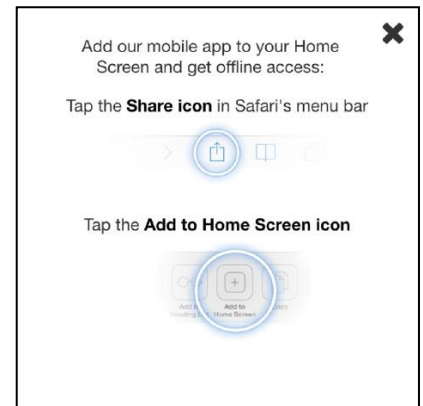 Add our mobile app to your Home
Screen and get offline access:
Tap the Share icon in Safari's menu bar
Tap the Add to Home Screen icon
Add to
Home Screen